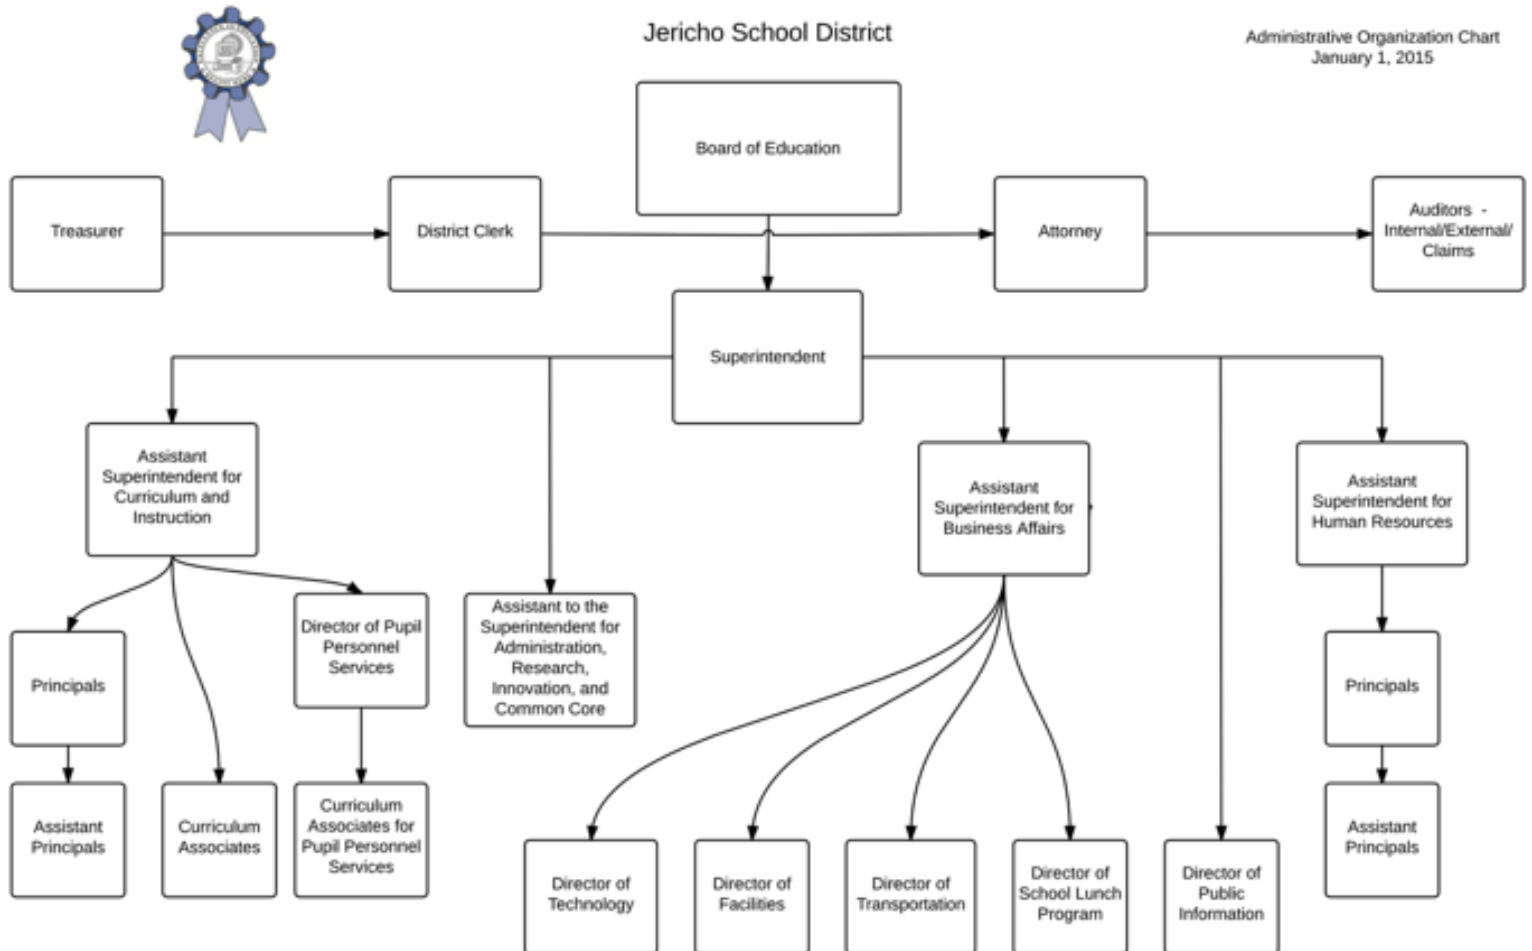 Jericho School District
Administrative Organization Chart
January 1, 2015
Board of Education
Treasurer
District Clerk
Attorney
Auditors -
Internal/External/
Claims
Superintendent
Assistant
Superintendent for
Curriculum and
Instruction
Assistant
Superintendent for
Business Affairs
Assistant
Superintendent for
Human Resources
Principals
Director of Pupil
Personnel
Services
Assistant to the
Superintendent for
Administration,
Research,
Innovation, and
Common Core
Principals
Assistant
Principals
Curriculum
Associates
Curriculum
Associates for
Pupil Personnel
Services
Assistant
Principals
Director of
Technology
Director of
Facilities
Director of
Transportation
Director of
School Lunch
Program
Director of
Public
Information